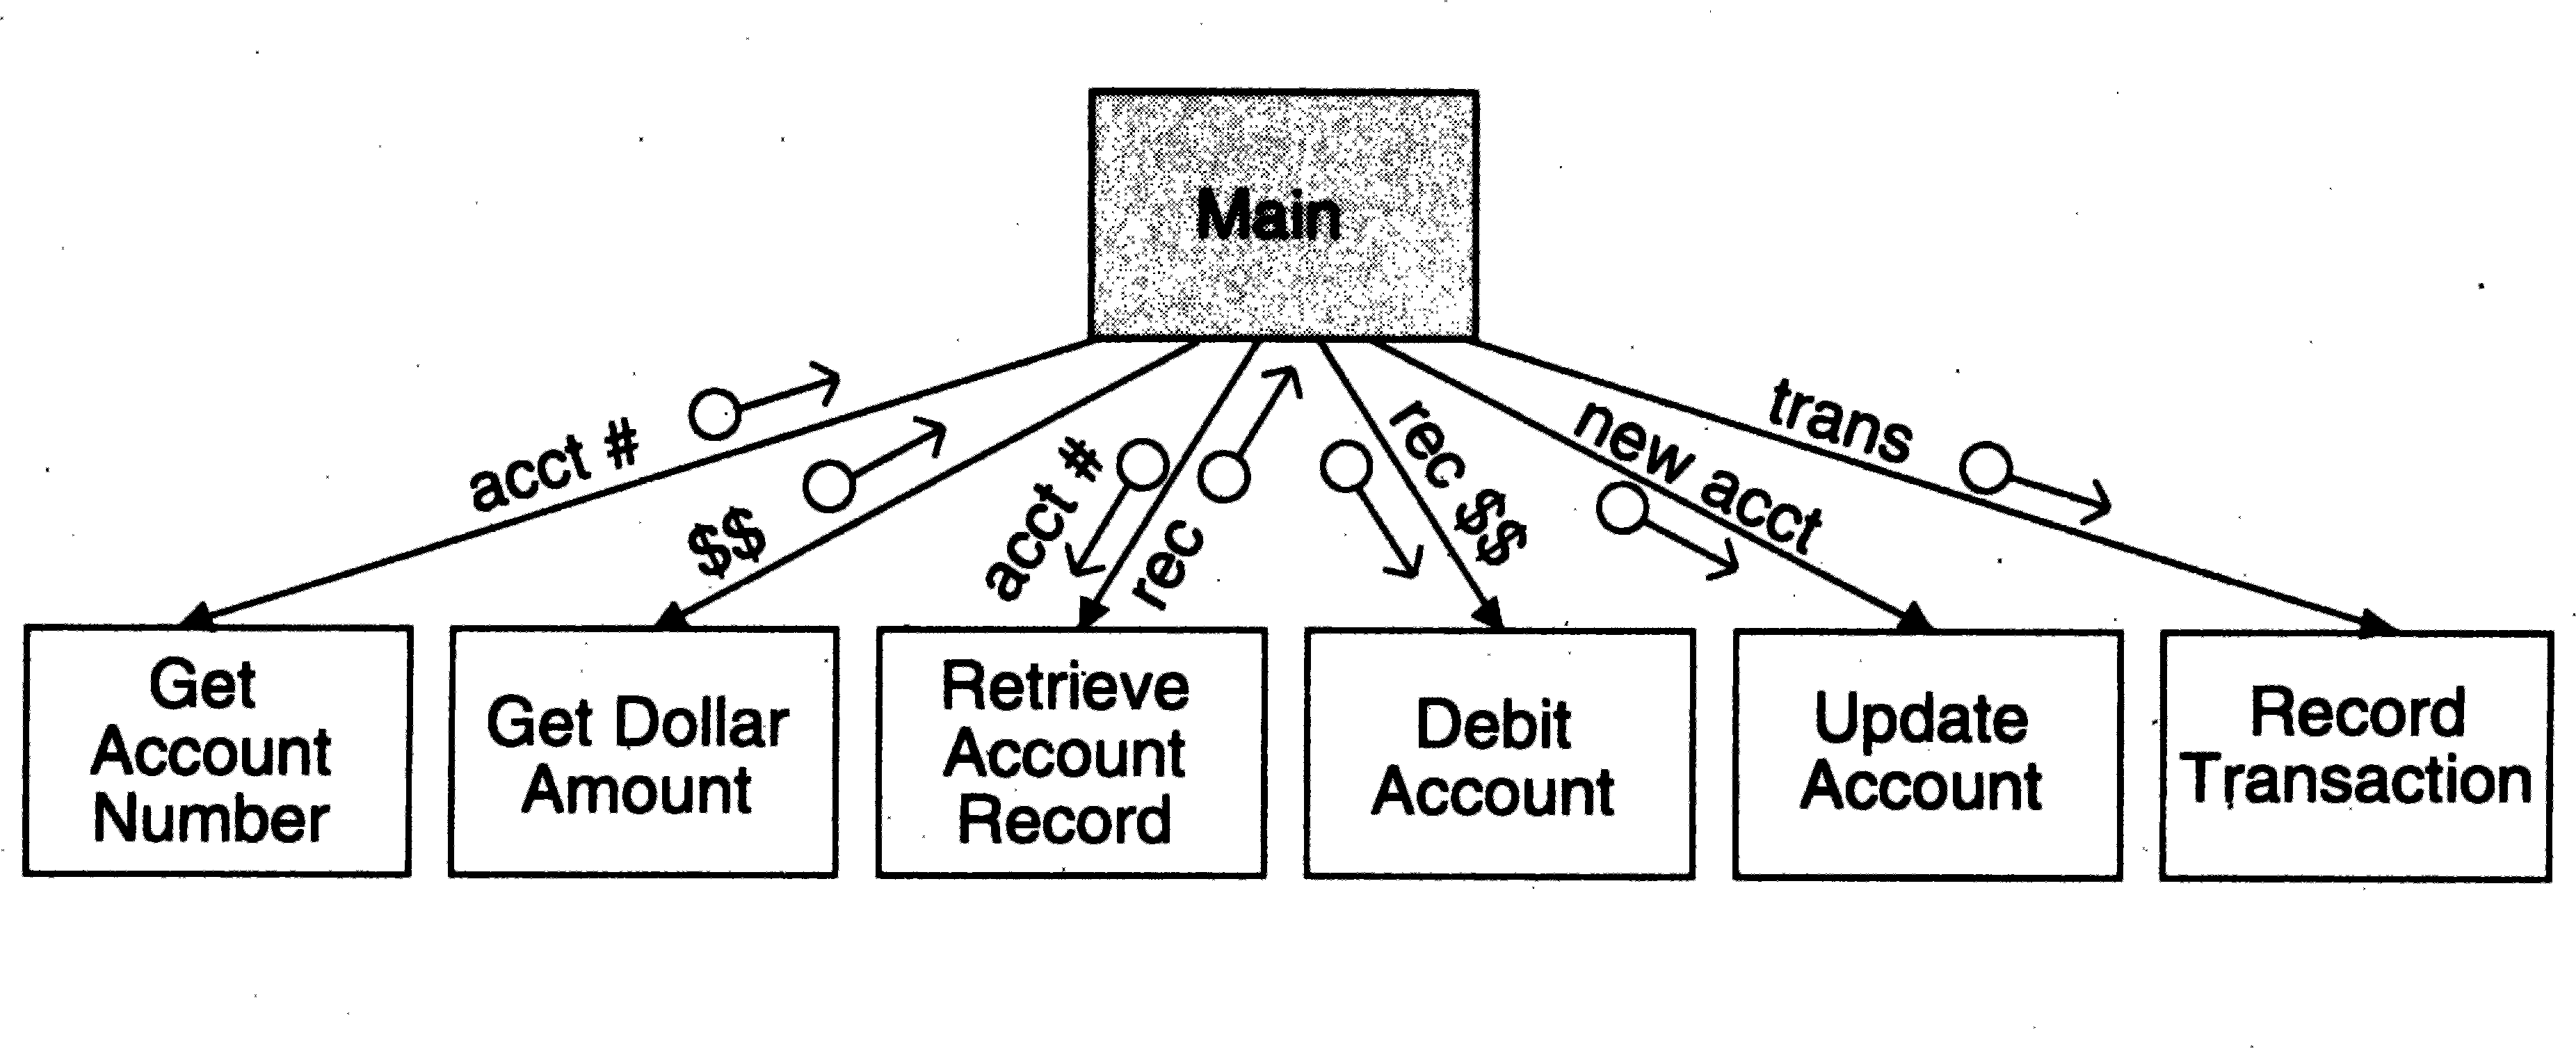 Main
acct #
$$
acct #
rec
rec $$
new acct
trans
Get
Account
Number
Get Dollar
Amount
Retrieve
Account
Record
Debit
Account
Update
Account
Record
Transaction